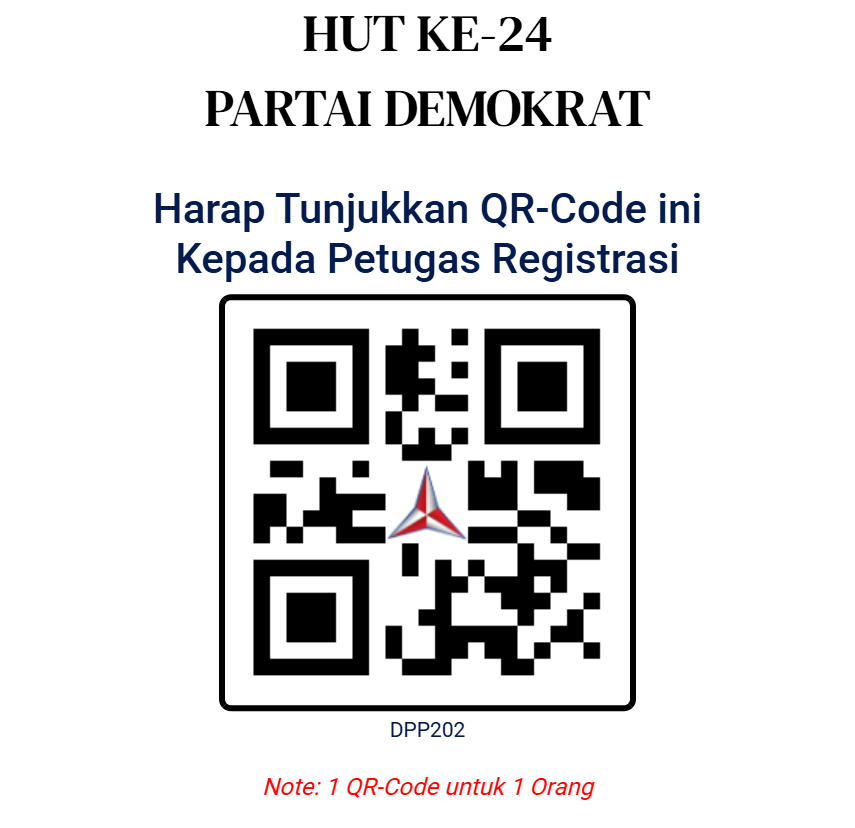 HUT KE-24
PARTAI DEMOKRAT
Harap Tunjukkan QR-Code ini
Kepada Petugas Registrasi
DPP202
Note: 1 QR-Code untuk 1 Orang